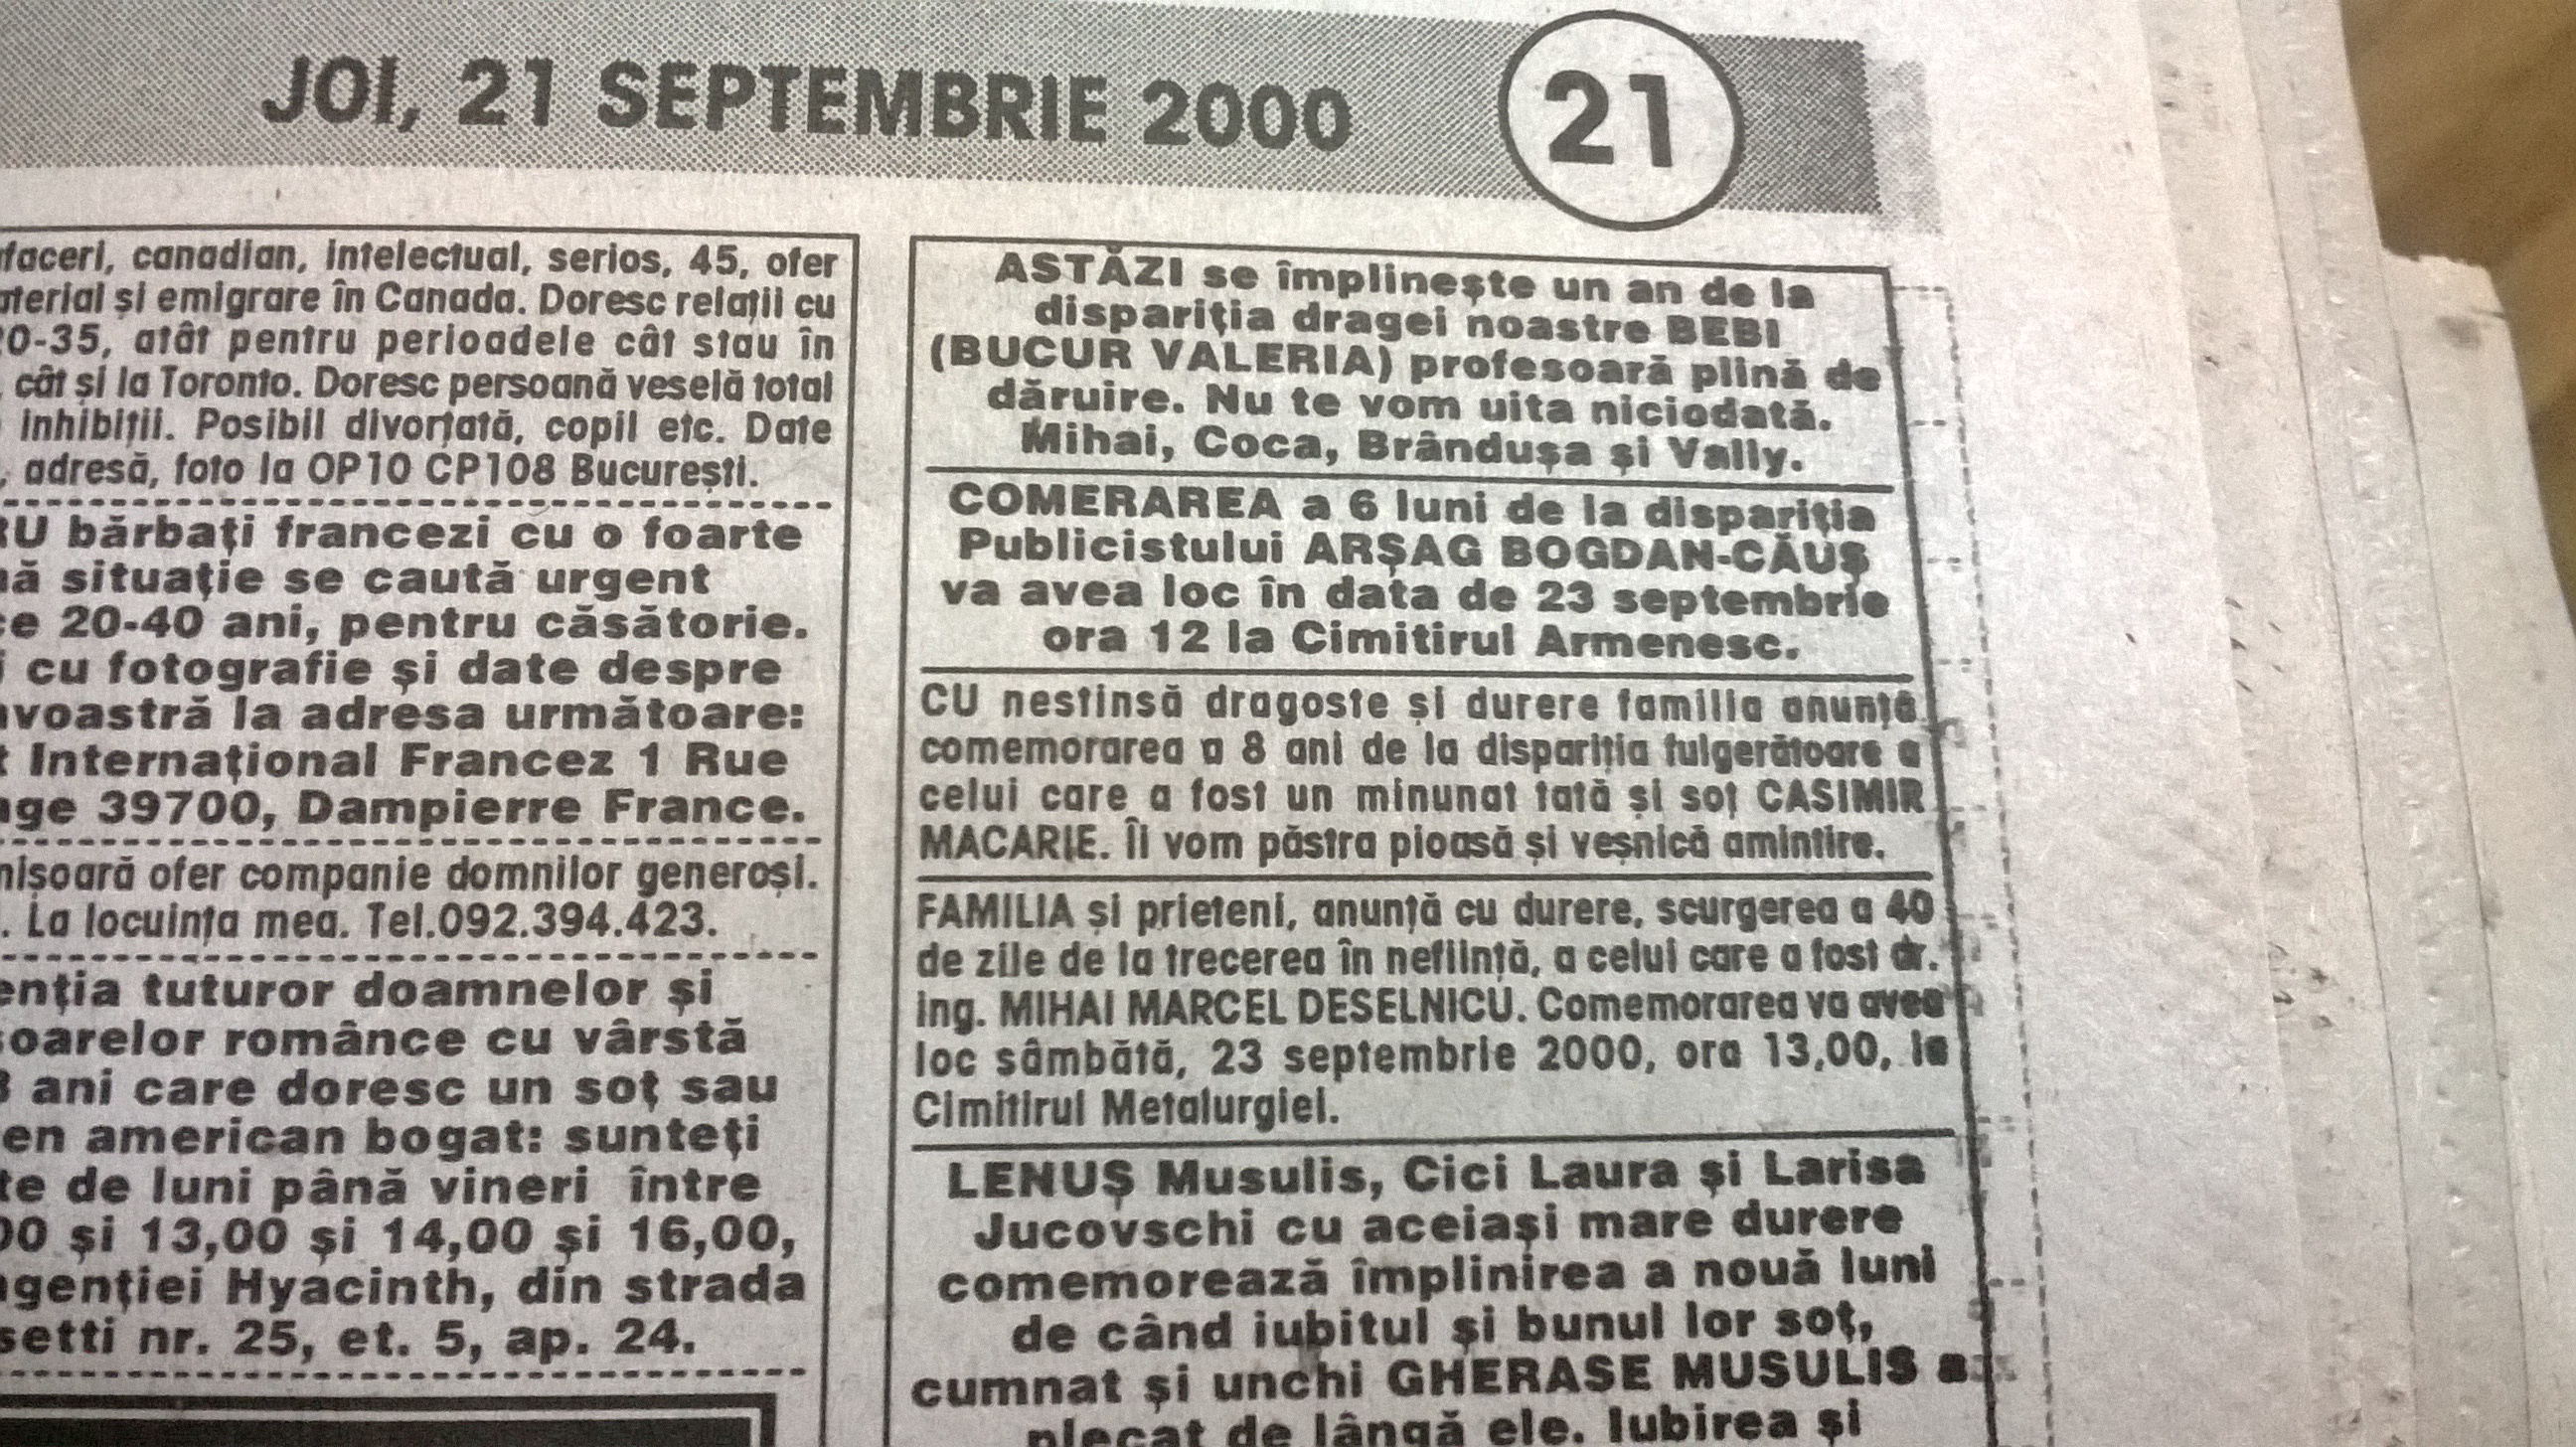 JOI, 21 SEPTEMBRIE 2000
21
faceri, canadian, intelectual, serios, 45, ofer
aterial și emigrare în Canada. Doresc relații cu
20-35, atât pentru perioadele cât stau în
, cât și la Toronto. Doresc persoană veselă total
inhibiții. Posibil divorțată, copil etc. Date
, adresă, foto la OP10 CP108 București.
RU bărbați francezi cu o foarte
nă situație se caută urgent
ce 20-40 ani, pentru căsătorie.
i cu fotografie și date despre
avoastră la adresa următoare:
t Internațional Francez 1 Rue
age 39700, Dampierre France.
nișoară ofer companie domnilor generoși.
. La locuința mea. Tel.092.394.423.
enția tuturor doamnelor și
soarelor românce cu vârstă
8 ani care doresc un soț sau
en american bogat: sunteți
te de luni până vineri între
00 și 13,00 și 14,00 și 16,00,
agenției Hyacinth, din strada
setti nr. 25, et. 5, ap. 24.
ASTĂZI se împlinește un an de la
dispariția dragei noastre BEBI
(BUCUR VALERIA) profesoară plină de
dăruire. Nu te vom uita niciodată.
Mihai, Coca, Brândușa și Vally.
COMERAREA a 6 luni de la dispariția
Publicistului ARȘAG BOGDAN-CĂUȘ
va avea loc în data de 23 septembrie
ora 12 la Cimitirul Armenesc.
CU nestinsă dragoste și durere familia anunță
comemorarea a 8 ani de la dispariția fulgerătoare a
celui care a fost un minunat tată și soț CASIMIR
MACARIE. Îl vom păstra pioasă și veșnică amintire.
FAMILIA și prieteni, anunță cu durere, scurgerea a 40
de zile de la trecerea în neființă, a celui care a fost dr.
ing. MIHAI MARCEL DESELNICU. Comemorarea va avea
loc sâmbătă, 23 septembrie 2000, ora 13,00, la
Cimitirul Metalurgiei.
LENUȘ Musulis, Cici Laura și Larisa
Jucovschi cu aceiași mare durere
comemorează împlinirea a nouă luni
de când iubitul și bunul lor soț,
cumnat și unchi GHERASE MUSULIS a
plecat de lângă ele. Iubirea și